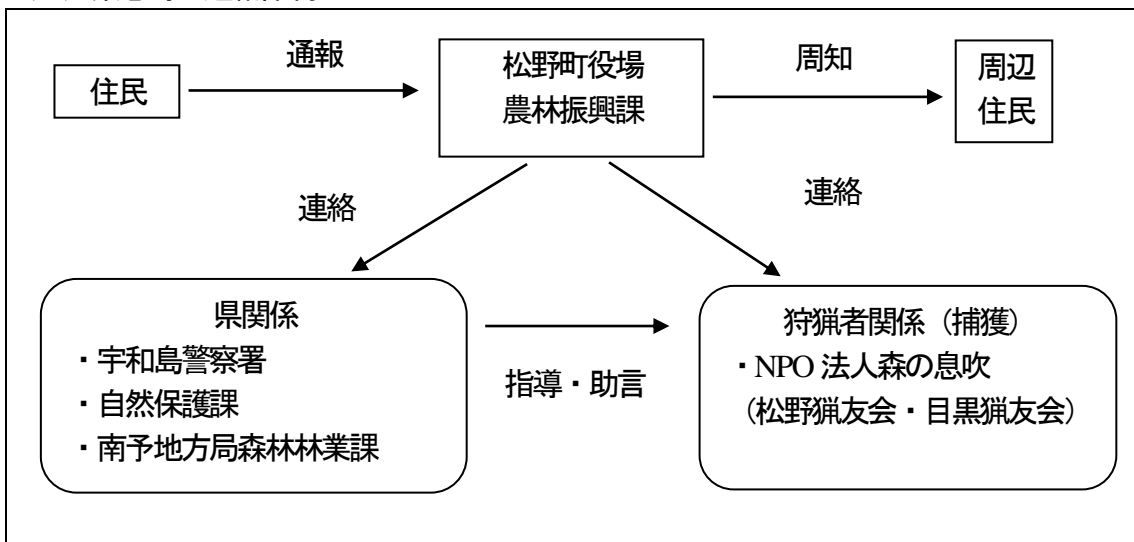 通報
周知
住民
松野町役場
農林振興課
周辺
住民
連絡
連絡
県関係
・宇和島警察署
・自然保護課
・南予地方局森林林業課
指導・助言
狩猟者関係（捕獲）
・NPO 法人森の息吹
（松野猟友会・目黒猟友会）